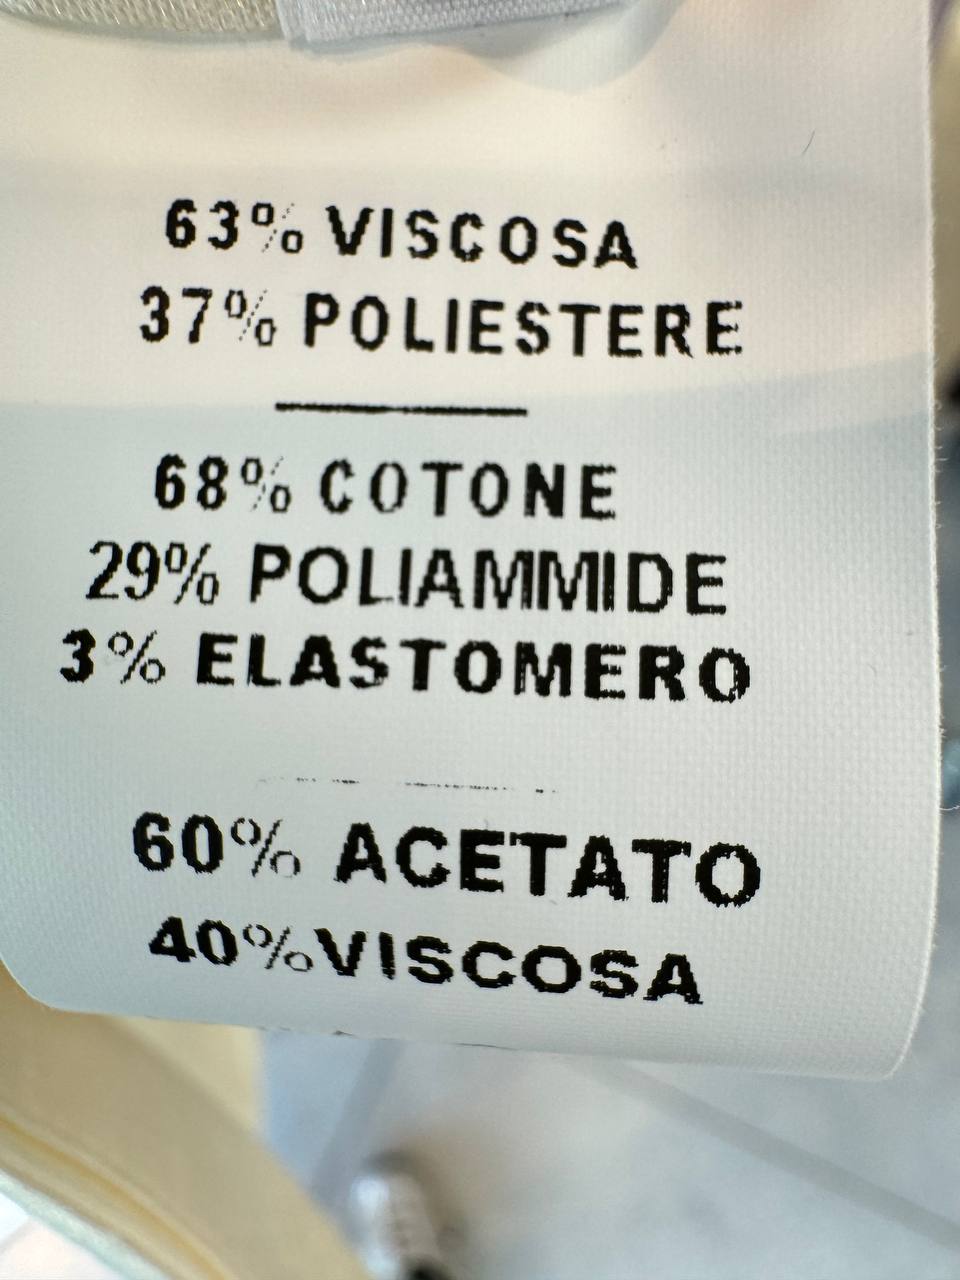 63% VISCOSA
37% POLIESTERE
68% COTONE
29% POLIAMMIDE
3% ELASTOMERO
60% ACETATO
40% VISCOSA